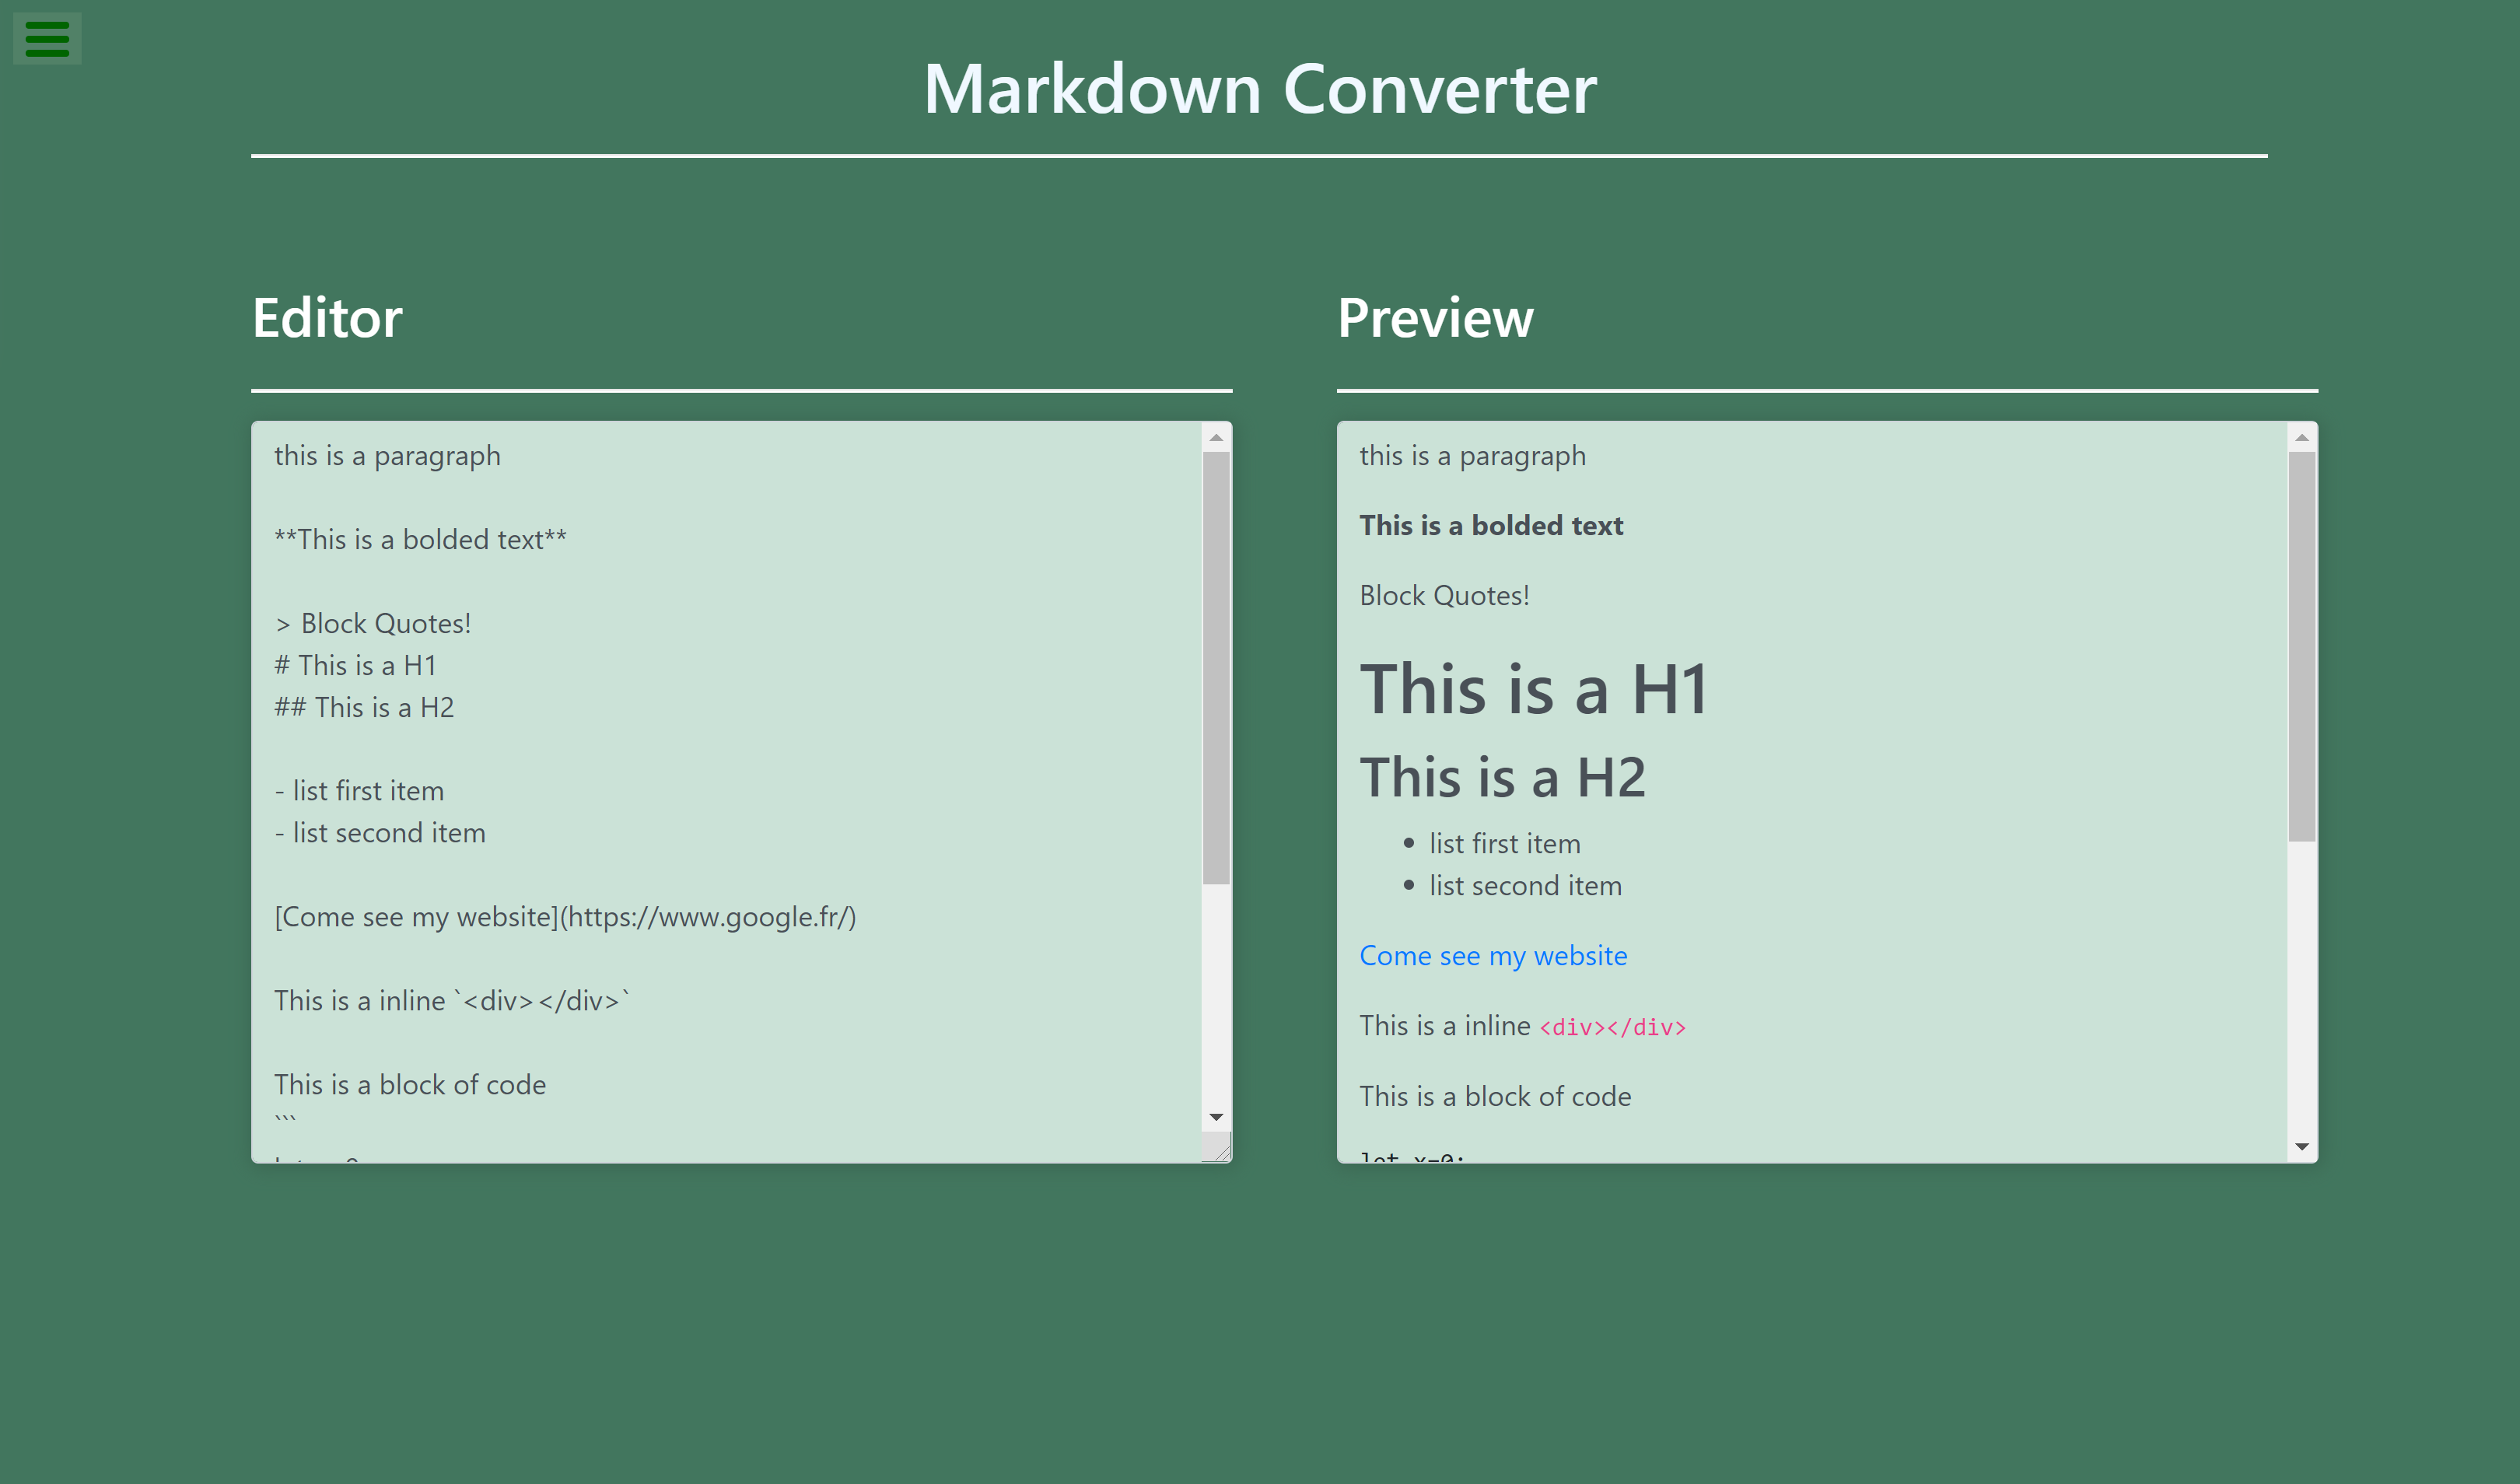 Markdown Converter
Editor
this is a paragraph
**This is a bolded text**
> Block Quotes!
# This is a H1
## This is a H2
- list first item
- list second item
[Come see my website](https://www.google.fr/)
This is a inline `<div></div>`
This is a block of code
```
Preview
this is a paragraph
This is a bolded text
Block Quotes!
This is a H1
This is a H2
list first item
list second item
Come see my website
This is a inline <div></div>
This is a block of code
let x=0;